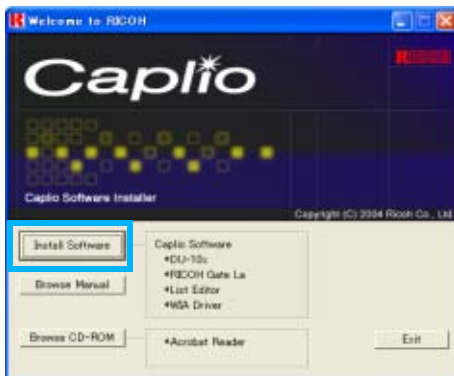 Welcome to RICOH
RICOH
Caplio
Caplio Software Installer
Copyright (C) 2004 Ricoh Co., Ltd.
Install Software
Caplio Software
*DU-10x
*RICOH Gate La
*List Editor
*WIA Driver
Browse Manual
Browse CD-ROM
*Acrobat Reader
Exit